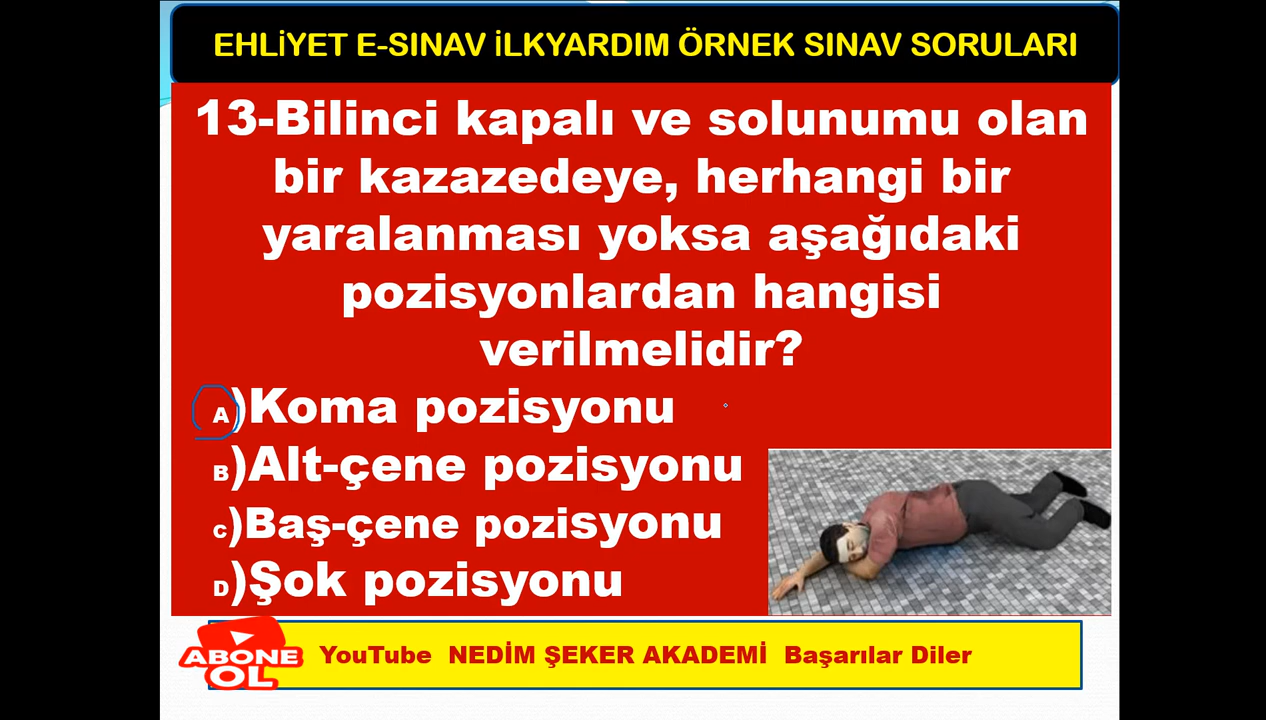 EHLİYET E-SINAV İLKYARDIM ÖRNEK SINAV SORULARI
13-Bilinci kapalı ve solunumu olan
bir kazazedeye, herhangi bir
yaralanması yoksa aşağıdaki
pozisyonlardan hangisi
verilmelidir?
A)Koma pozisyonu
B)Alt-çene pozisyonu
C)Baş-çene pozisyonu
D)Şok pozisyonu
ABONE
OL
YouTube NEDİM ŞEKER AKADEMİ Başarılar Diler